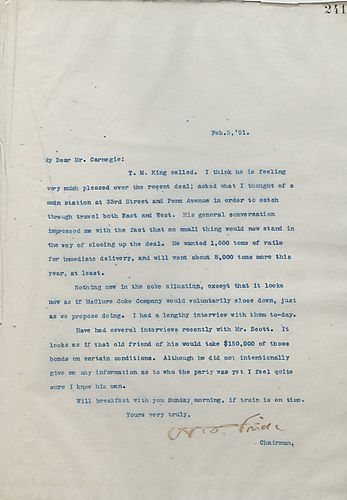 241
Feb.5,'91.
My Dear Mr. Carnegie:
T. M. King called. I think he is feeling
very much pleased over the recent deal; asked what I thought of a
main station at 33rd Street and Penn Avenue in order to catch
through travel both East and West. His general conversation
impressed me with the fact that no small thing would now stand in
the way of closing up the deal. He wanted 1,600 tons of rails
for immediate delivery, and will want about 8,000 tons more this
year, at least.
Nothing new in the coke situation, except that it looks
now as if McClure Coke Company would voluntarily close down, just
as we propose doing. I had a lengthy interview with them to-day.
Have had several interviews recently with Mr. Scott. It
looks as if that old friend of his would take $150,000 of those
bonds on certain conditions. Although he did not intentionally
give me any information as to who the party was yet I feel quite
sure I know his man.
Will breakfast with you Sunday morning, if train is on time.
Yours very truly,
Chairman.